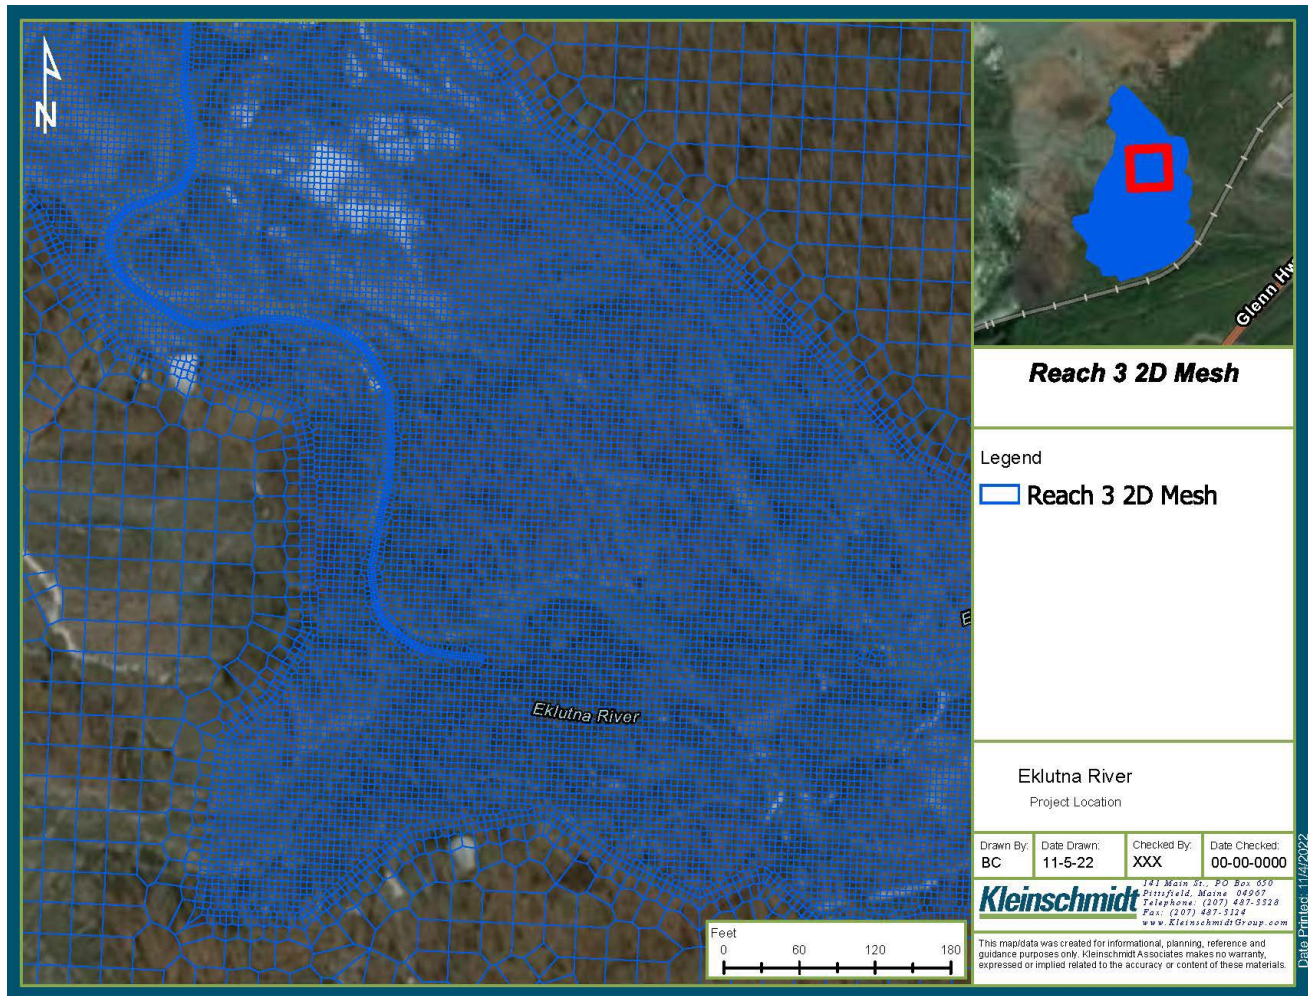 N
Glenn Hw
Reach 3 2D Mesh
Legend
Reach 3 2D Mesh
E
Eklutna River
Eklutna River
Project Location
Drawn By: Date Drawn: Checked By: Date Checked:
BC 11-5-22 XXX 00-00-0000
Kleinschmidt
141 Main St., PO Box 650
Pittsfield, Maine 04967
Telephone: (207) 487-3328
Fax: (207) 487-3124
www.KleinschmidtGroup.com
Feet
0 60 120 180
This map/data was created for informational, planning, reference and
guidance purposes only. Kleinschmidt Associates makes no warranty,
expressed or implied related to the accuracy or content of these materials.
Date Printed: 11/4/2022